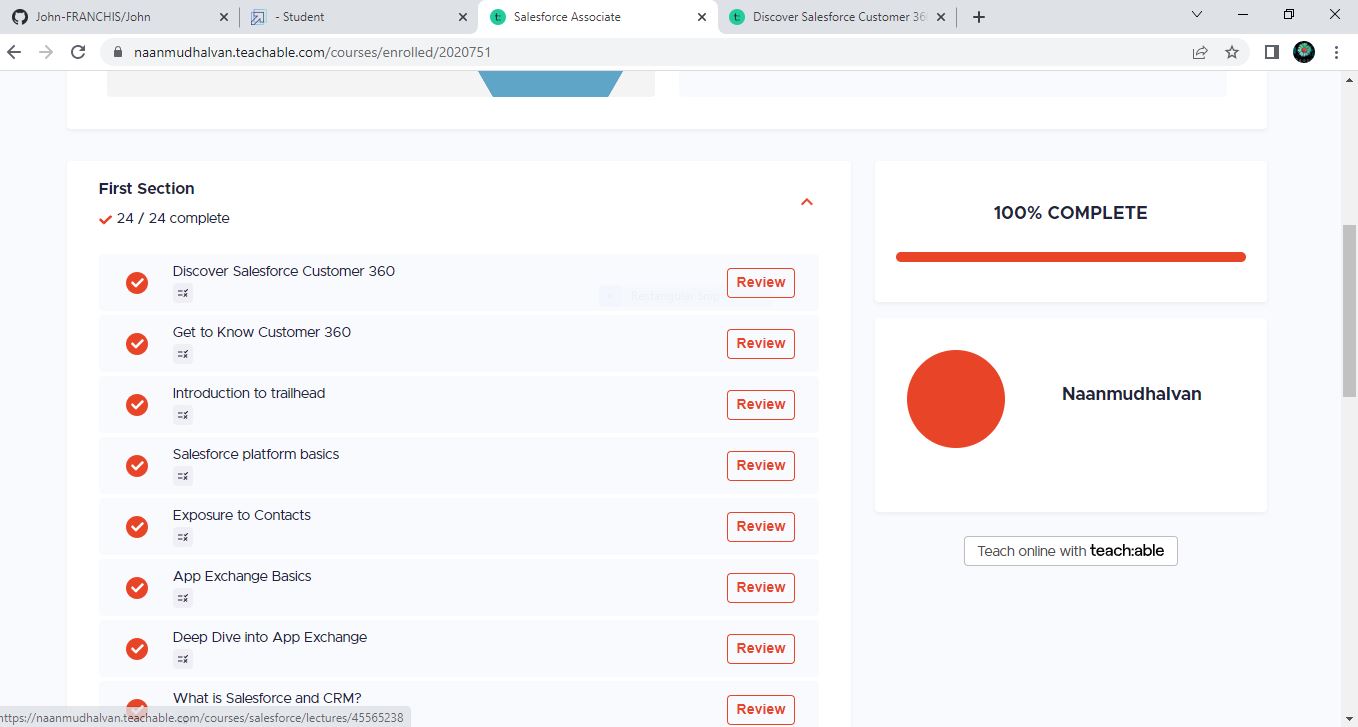 John-FRANCHIS/John
- Student
Salesforce Associate
Discover Salesforce Customer 36
naanmudhalvan.teachable.com/courses/enrolled/2020751
First Section
24 / 24 complete
Discover Salesforce Customer 360
Review
Rectangular Snip
Get to Know Customer 360
Review
Introduction to trailhead
Review
Salesforce platform basics
Review
Exposure to Contacts
Review
App Exchange Basics
Review
Deep Dive into App Exchange
Review
What is Salesforce and CRM?
Review
100% COMPLETE
Naanmudhalvan
Teach online with teach:able
https://naanmudhalvan.teachable.com/courses/salesforce/lectures/45565238